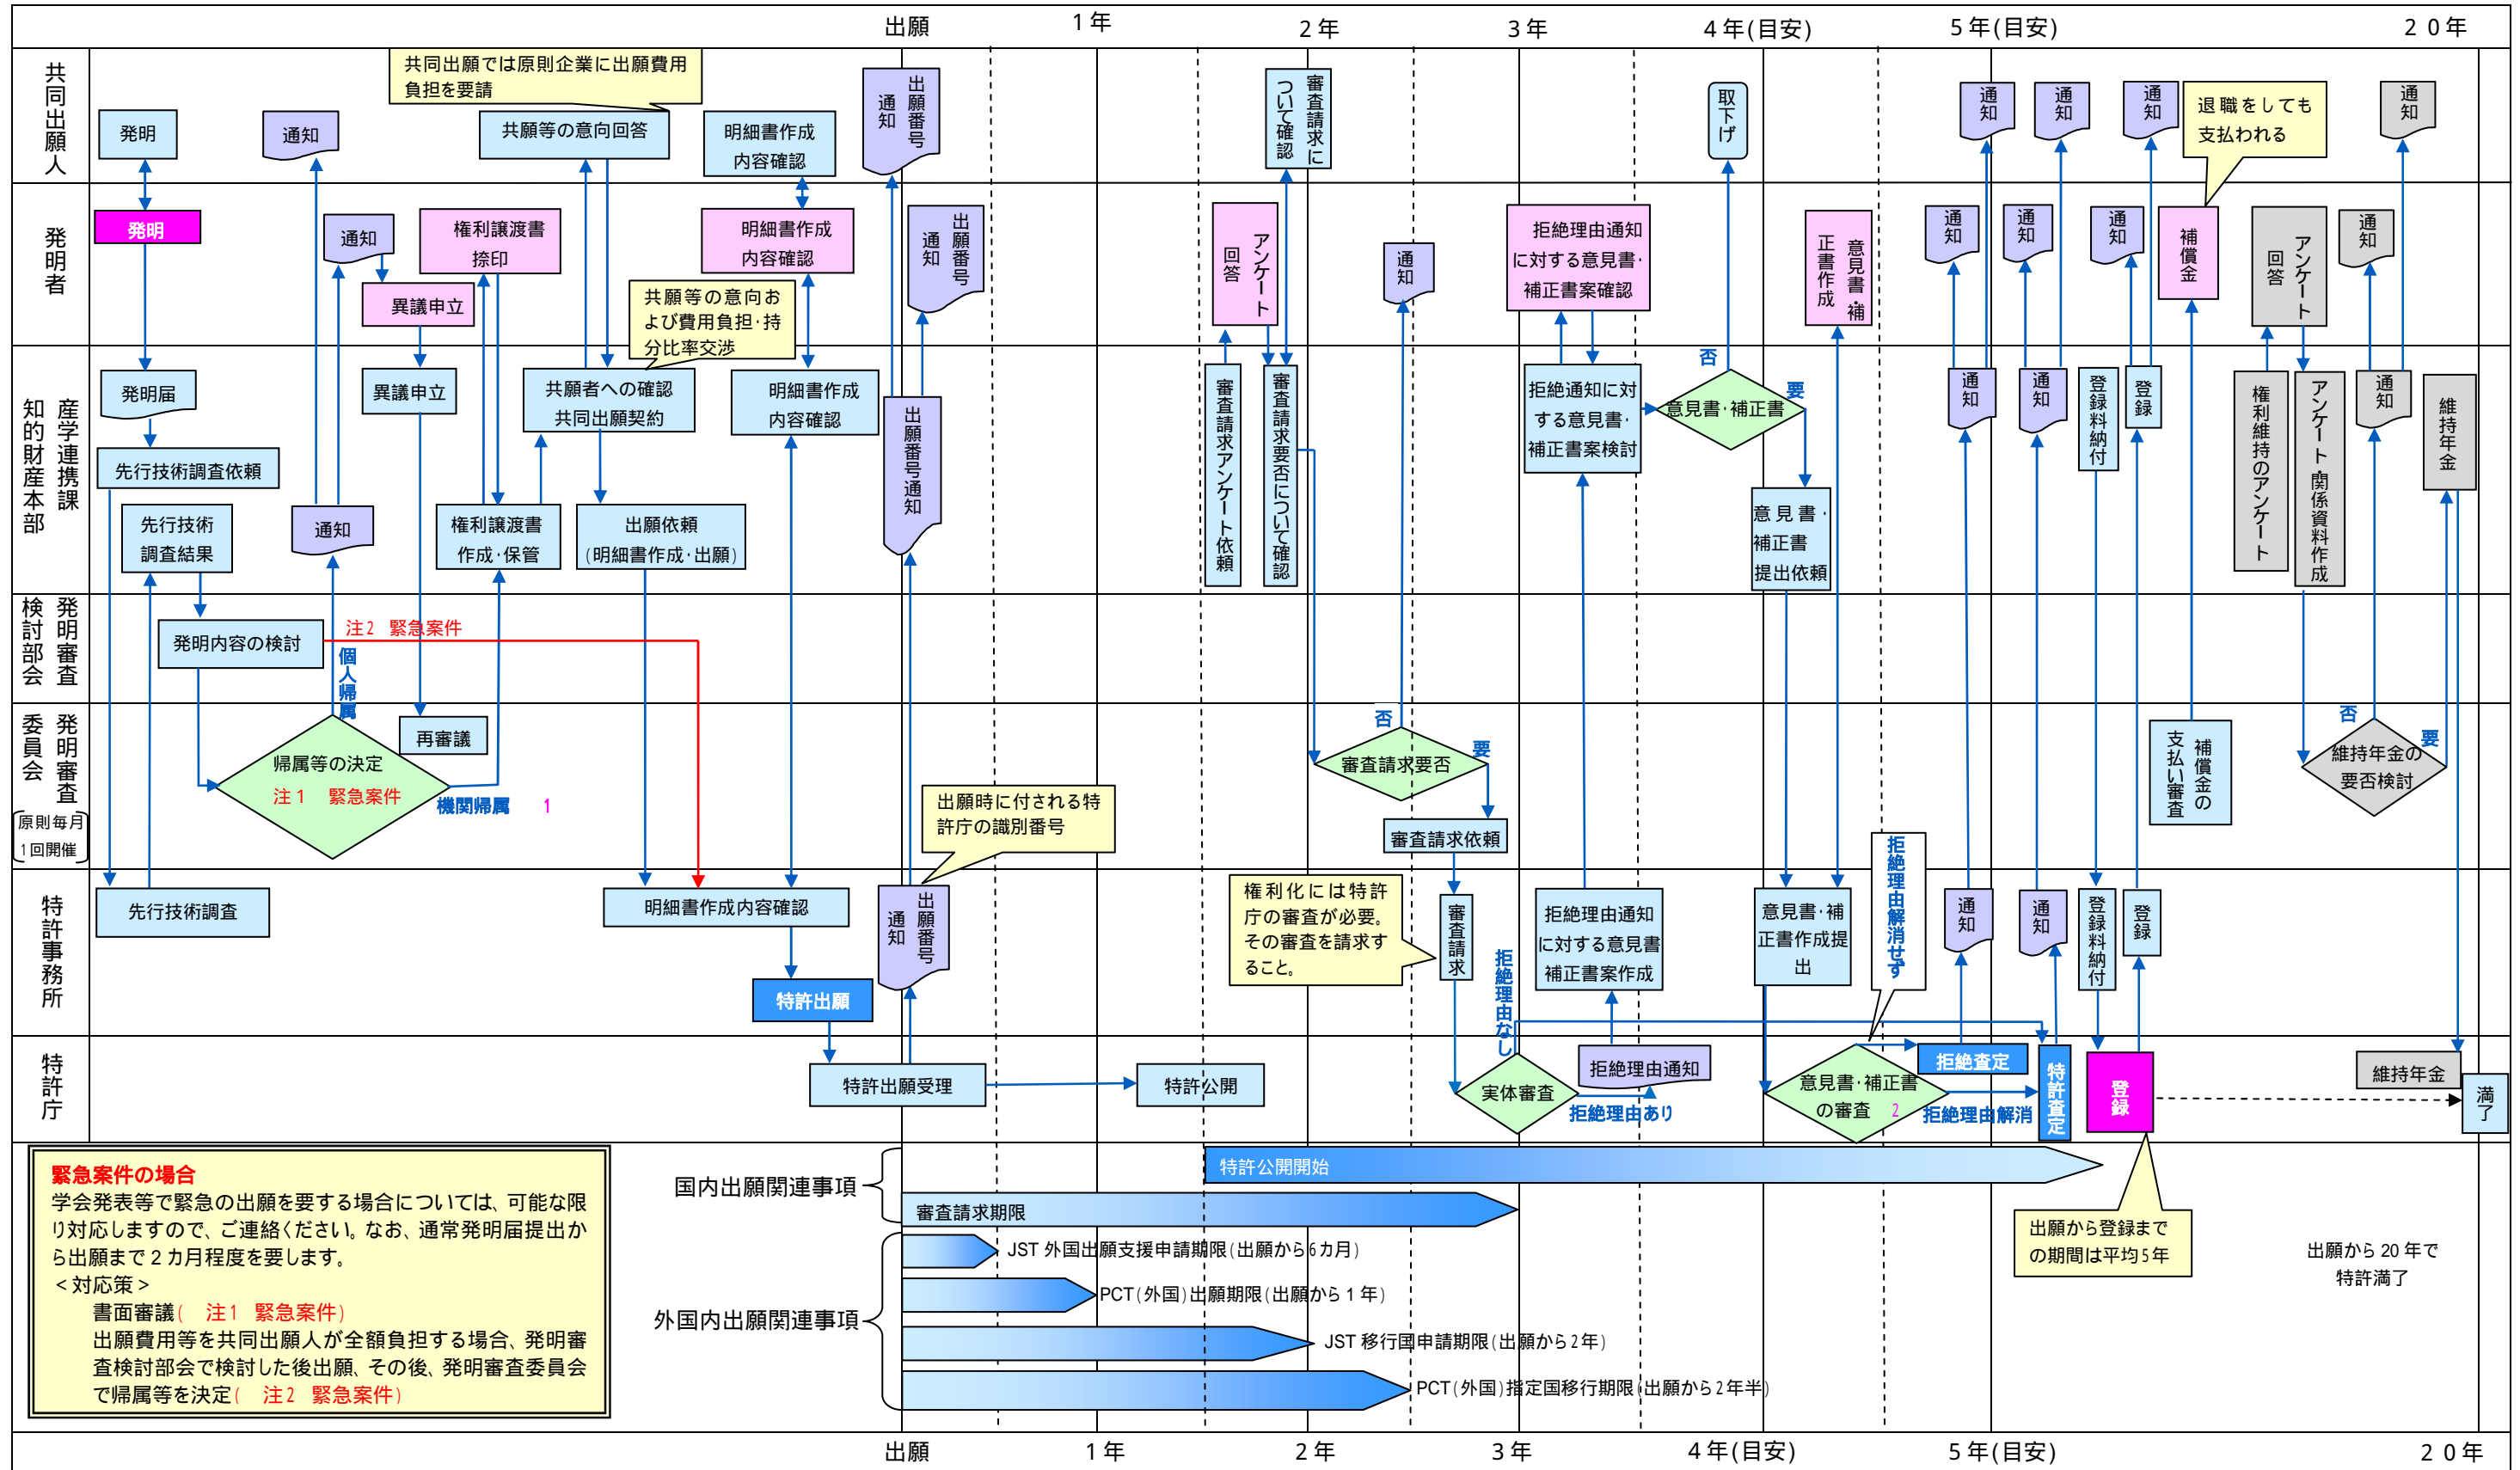 出願
1年
2年
3年
4年(目安)
5年(目安)
20年
共同出願人
発明
通知
共同出願では原則企業に出願費用
負担を要請
共願等の意向回答
明細書作成
内容確認
出願番号
通知
審査請求に
ついて確認
取下げ
通知
通知
通知
退職をしても
支払われる
通知
発明者
発明
通知
異議申立
権利譲渡書
捺印
共願等の意向お
よび費用負担・持
分比率交渉
明細書作成
内容確認
出願番号
通知
アンケート
回答
通知
拒絶理由通知
に対する意見書・
補正書案確認
意見書・補
正書作成
通知
通知
通知
補償金
アンケート
回答
通知
産学連携課
知的財産本部
発明届
先行技術調査依頼
先行技術
調査結果
通知
異議申立
権利譲渡書
作成・保管
共願者への確認
共同出願契約
出願依頼
(明細書作成・出願)
明細書作成
内容確認
出願番号通知
審査請求アンケート依頼
審査請求要否について確認
拒絶通知に対
する意見書・
補正書案検討
否
意見書・補正書
要
意見書・
補正書
提出依頼
通知
通知
登録料納付
登録
権利維持のアンケート
アンケート・関係資料作成
通知
維持年金
発明審査
検討部会
発明内容の検討
注2 緊急案件
個人帰属
発明審査
委員会
原則毎月
1回開催
帰属等の決定
注1 緊急案件
再審議
機関帰属 1
出願時に付される特
許庁の識別番号
否
審査請求要否
要
審査請求依頼
補償金の
支払い審査
否
維持年金の
要否検討
要
特許事務所
先行技術調査
明細書作成内容確認
特許出願
出願番号
通知
権利化には特許
庁の審査が必要。
その審査を請求す
ること。
審査請求
拒絶理由なし
拒絶理由通知
に対する意見書
補正書案作成
意見書・補
正書作成提
出
拒絶理由解消せず
通知
通知
登録料納付
登録
特許庁
特許出願受理
特許公開
実体審査
拒絶理由通知
拒絶理由あり
意見書・補正書
の審査 2
拒絶査定
拒絶理由解消
特許査定
登録
維持年金
満了
緊急案件の場合
学会発表等で緊急の出願を要する場合については、可能な限
り対応しますので、ご連絡ください。なお、通常発明届提出か
ら出願まで2カ月程度を要します。
<対応策>
書面審議( 注1 緊急案件)
出願費用等を共同出願人が全額負担する場合、発明審
査検討部会で検討した後出願、その後、発明審査委員会
で帰属等を決定( 注2 緊急案件)
国内出願関連事項
特許公開開始
審査請求期限
外国内出願関連事項
JST 外国出願支援申請期限(出願から6カ月)
PCT(外国)出願期限(出願から1年)
JST 移行国申請期限(出願から2年)
PCT(外国)指定国移行期限(出願から2年半)
出願から登録まで
の期間は平均5年
出願から20年で
特許満了
出願
1年
2年
3年
4年(目安)
5年(目安)
20年